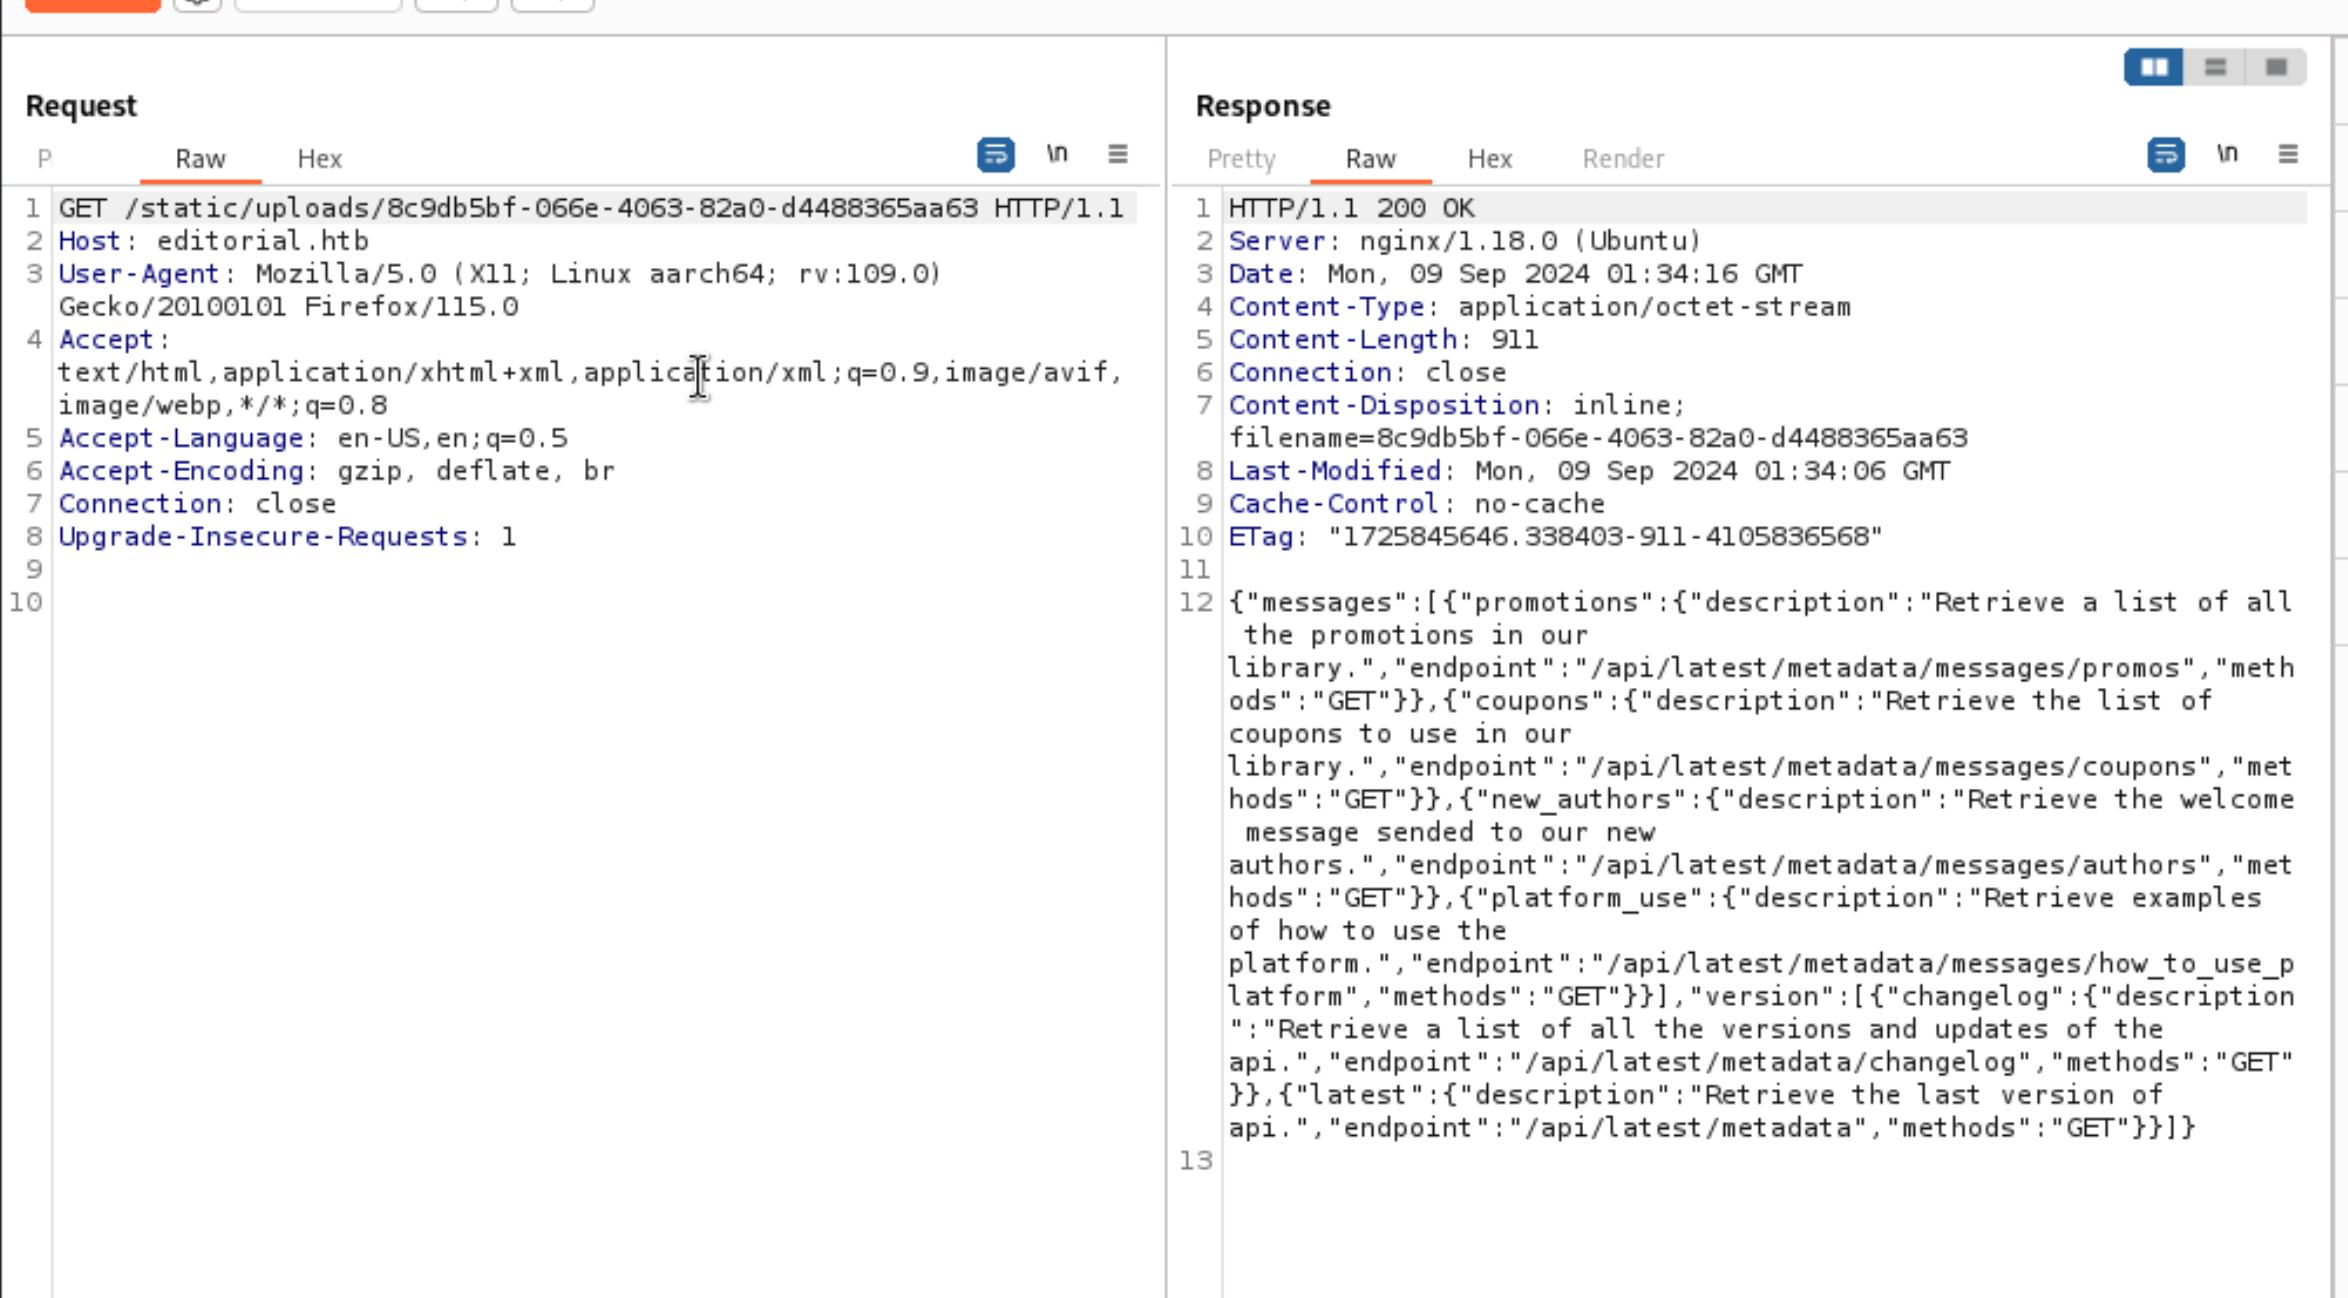 Request
Response
P Raw Hex \n
Pretty Raw Hex Render \n
1 GET /static/uploads/8c9db5bf-066e-4063-82a0-d4488365aa63 HTTP/1.1
2 Host: editorial.htb
3 User-Agent: Mozilla/5.0 (X11; Linux aarch64; rv:109.0)
Gecko/20100101 Firefox/115.0
4 Accept:
text/html,application/xhtml+xml,application/xml;q=0.9,image/avif,
image/webp,*/*;q=0.8
5 Accept-Language: en-US,en;q=0.5
6 Accept-Encoding: gzip, deflate, br
7 Connection: close
8 Upgrade-Insecure-Requests: 1
9
10
1 HTTP/1.1 200 OK
2 Server: nginx/1.18.0 (Ubuntu)
3 Date: Mon, 09 Sep 2024 01:34:16 GMT
4 Content-Type: application/octet-stream
5 Content-Length: 911
6 Connection: close
7 Content-Disposition: inline;
filename=8c9db5bf-066e-4063-82a0-d4488365aa63
8 Last-Modified: Mon, 09 Sep 2024 01:34:06 GMT
9 Cache-Control: no-cache
10 ETag: "1725845646.338403-911-4105836568"
11
12 {"messages":[{"promotions":{"description":"Retrieve a list of all
the promotions in our
library.","endpoint":"/api/latest/metadata/messages/promos","meth
ods":"GET"}},{"coupons":{"description":"Retrieve the list of
coupons to use in our
library.","endpoint":"/api/latest/metadata/messages/coupons","met
hods":"GET"}},{"new_authors":{"description":"Retrieve the welcome
message sended to our new
authors.","endpoint":"/api/latest/metadata/messages/authors","met
hods":"GET"}},{"platform_use":{"description":"Retrieve examples
of how to use the
platform.","endpoint":"/api/latest/metadata/messages/how_to_use_p
latform","methods":"GET"}}],"version":[{"changelog":{"description
":"Retrieve a list of all the versions and updates of the
api.","endpoint":"/api/latest/metadata/changelog","methods":"GET"
}},{"latest":{"description":"Retrieve the last version of
api.","endpoint":"/api/latest/metadata","methods":"GET"}}]}
13